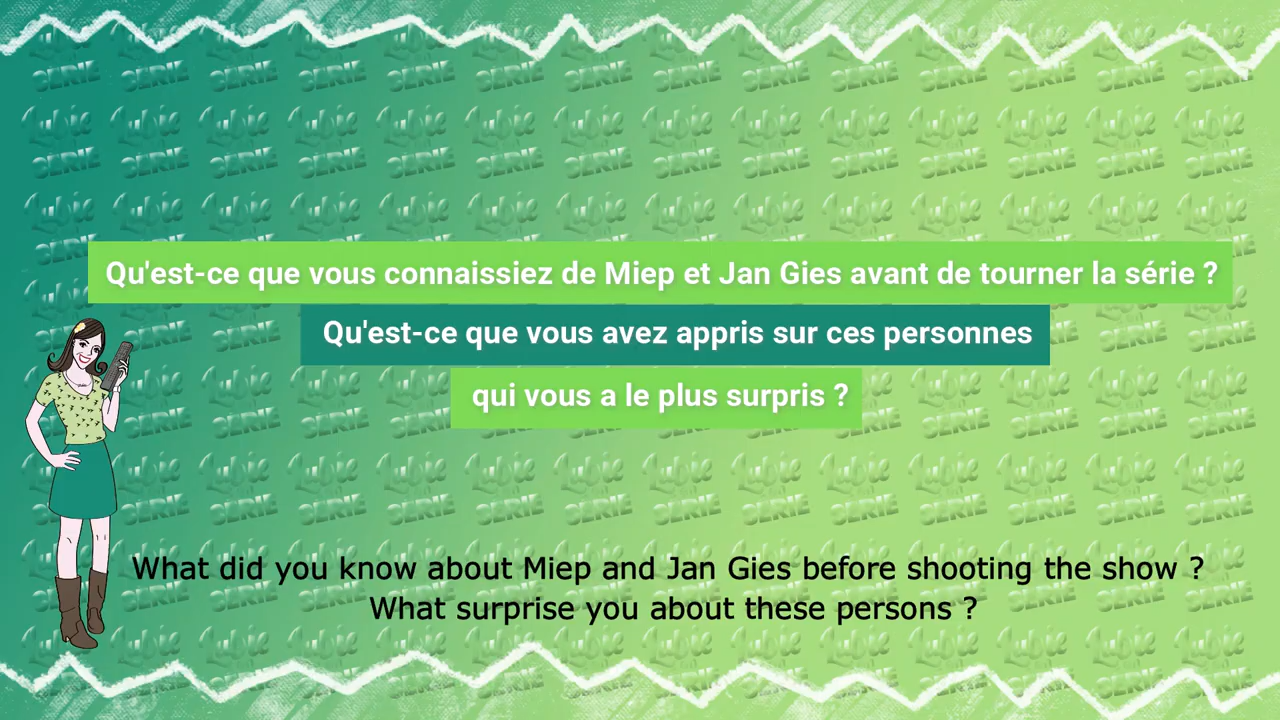 Qu'est-ce que vous connaissiez de Miep et Jan Gies avant de tourner la série ?
Qu'est-ce que vous avez appris sur ces personnes
qui vous a le plus surpris ?
What did you know about Miep and Jan Gies before shooting the show ?
What surprise you about these persons ?